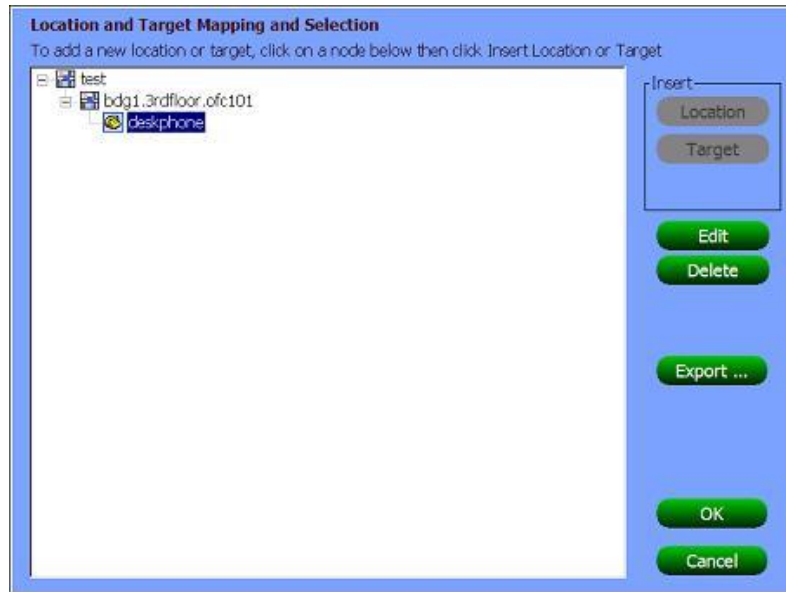 Location and Target Mapping and Selection
To add a new location or target, click on a node below then click Insert Location or Target
test
bdg1.3rdfloor.ofc101
deskphone
Insert
Location
Target
Edit
Delete
Export ...
OK
Cancel